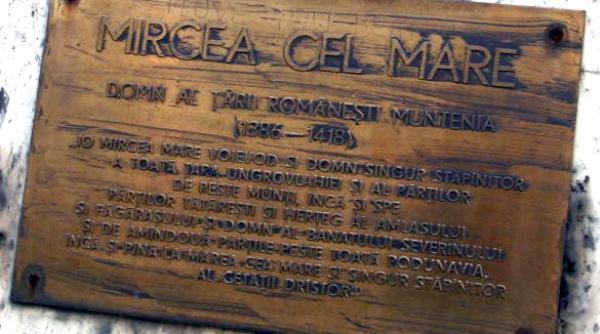 MIRCEA CEL MARE
DOMN AL ȚĂRII ROMÂNEȘTI MUNTENIA
(1386—1418)
„IO MIRCEA MARE VOIEVOD SI DOMN SINGUR STĂPÎNITOR
A TOATĂ ȚARA UNGROVLAHIEI ȘI AL PĂRȚILOR
DE PESTE MUNȚI, ÎNCĂ ȘI SPE
PĂRȚILOR TĂTĂREȘTI ȘI HERȚEG AL AMLAȘULUI
ȘI FĂGĂRAȘULUI DOMN AL BANATULUI SEVERINULUI
ȘI DE AMÎNDOUĂ PĂRȚILE PESTE TOATĂ PODUNAVIA,
ÎNCĂ ȘI PÎNĂ LA MAREA CEA MARE ȘI SINGUR STĂPÎNITOR
AL CETĂȚII DRISTOR”